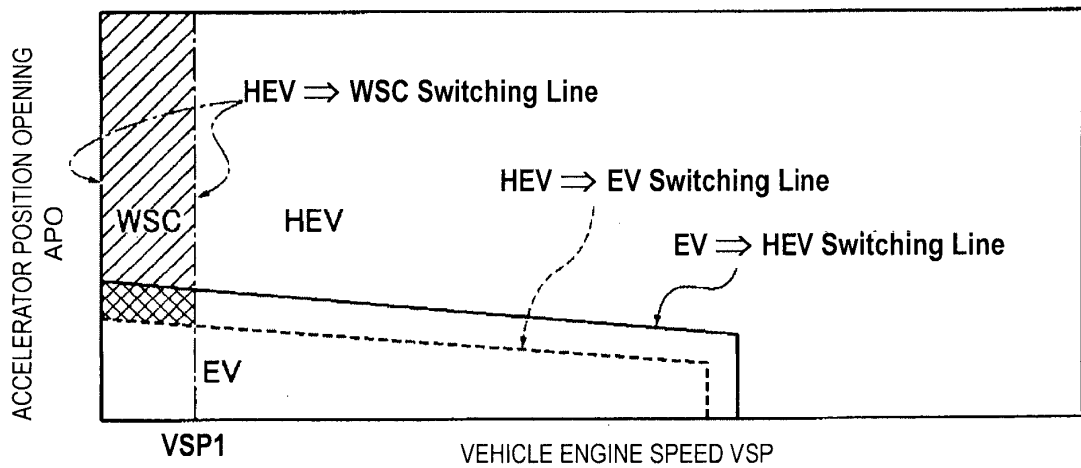 ACCELERATOR POSITION OPENING
APO
HEV ⇒ WSC Switching Line
HEV ⇒ EV Switching Line
WSC
HEV
EV ⇒ HEV Switching Line
EV
VSP1
VEHICLE ENGINE SPEED VSP